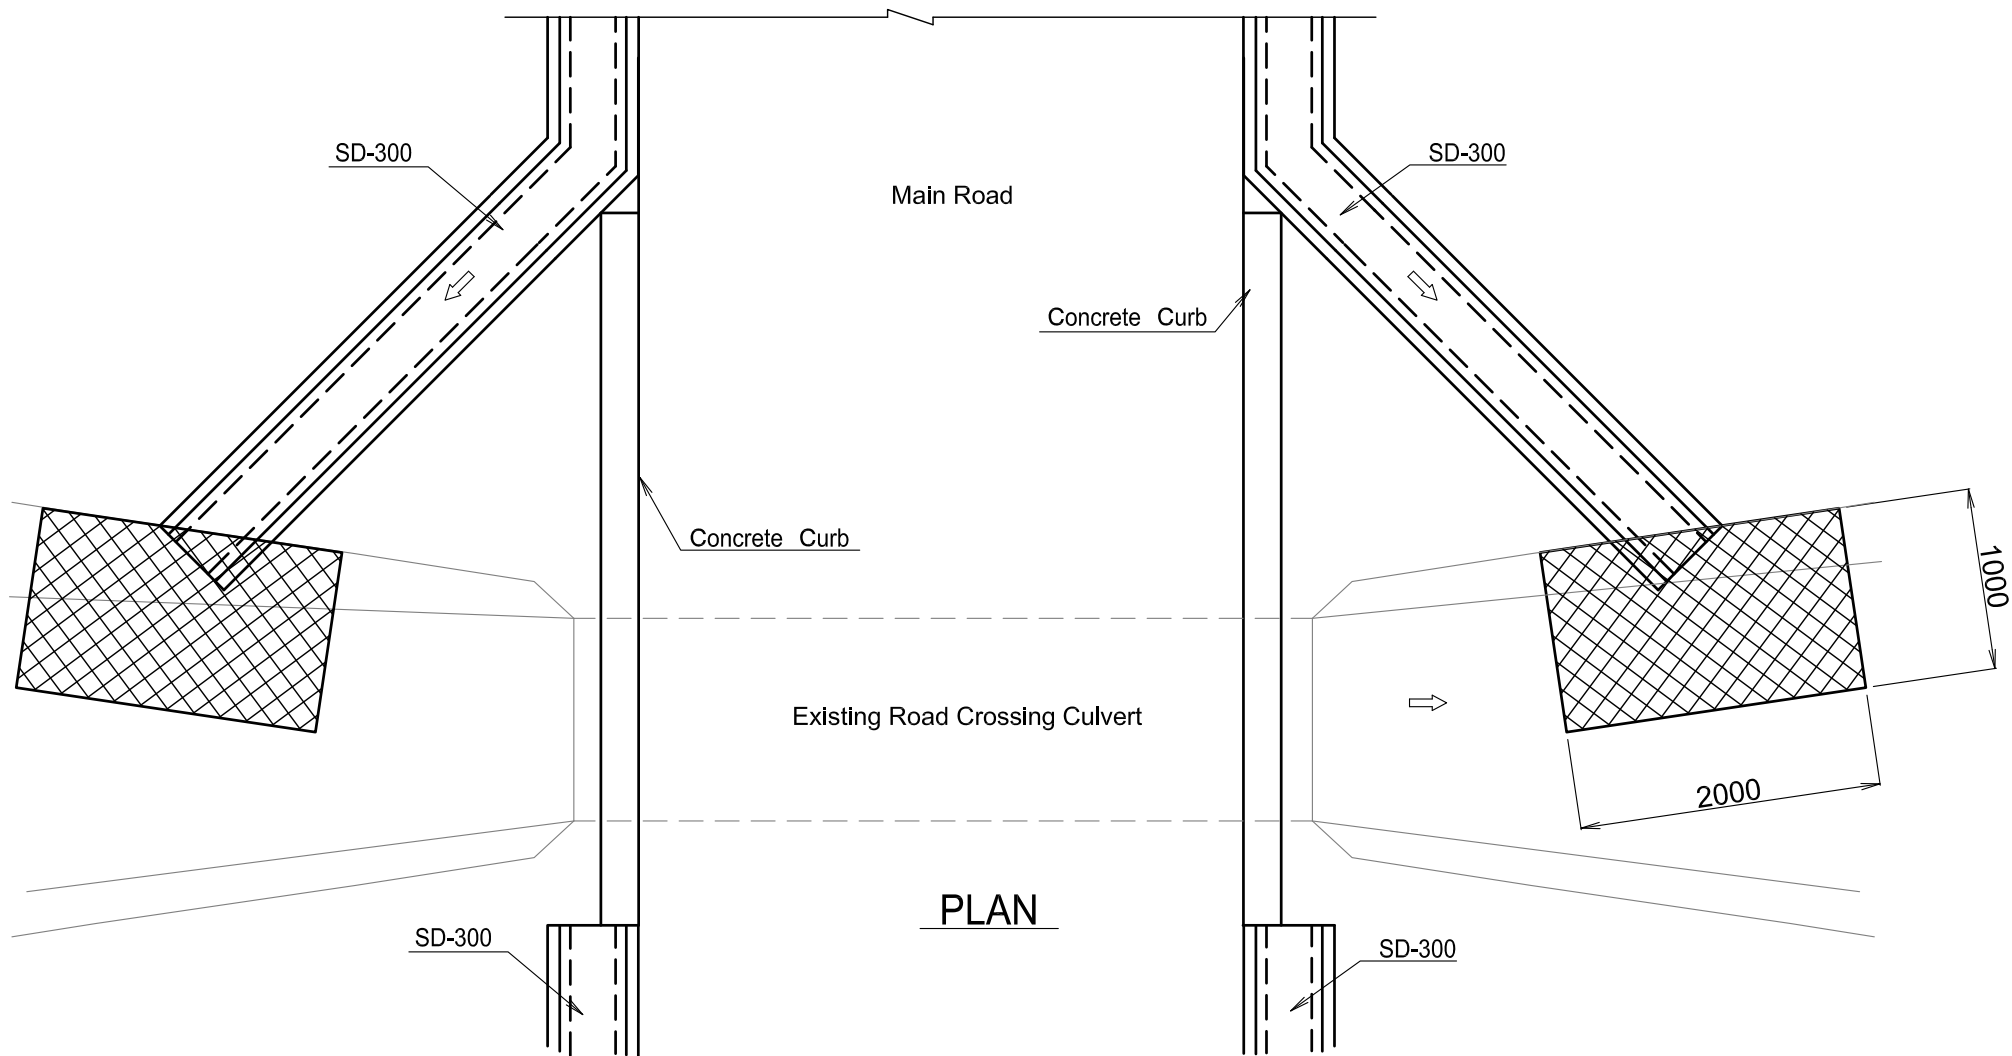 SD-300
SD-300
Main Road
Concrete Curb
Concrete Curb
1000
Existing Road Crossing Culvert
2000
PLAN
SD-300
SD-300